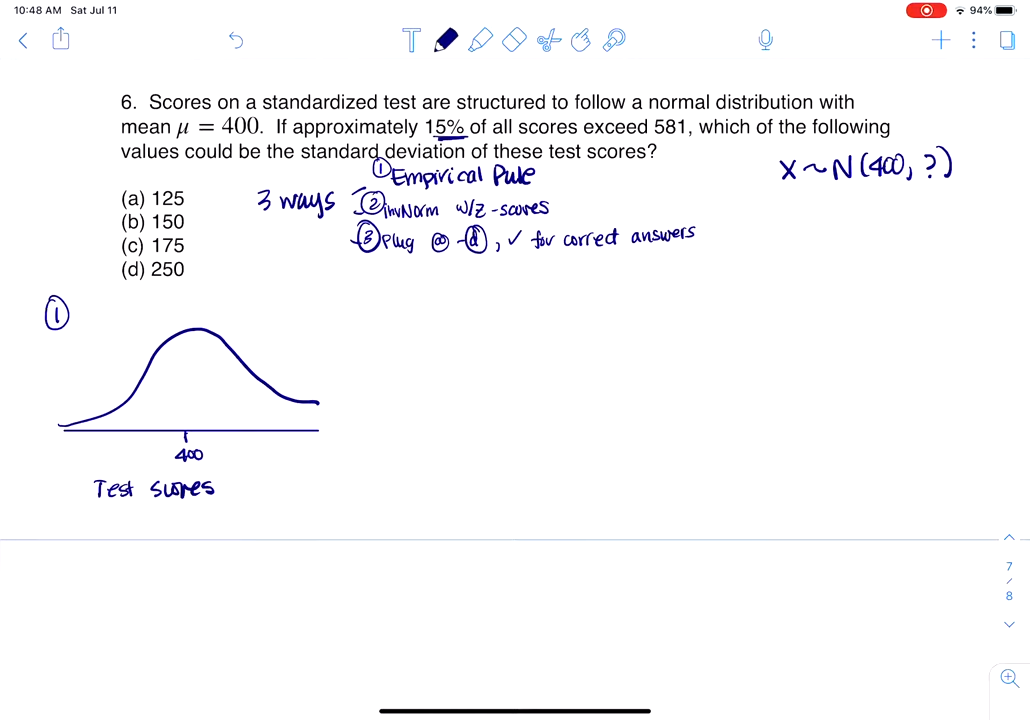 10:48 AM Sat Jul 11
94%
6. Scores on a standardized test are structured to follow a normal distribution with
mean μ = 400. If approximately 15% of all scores exceed 581, which of the following
values could be the standard deviation of these test scores?
X ~ N(400, ?)
① Empirical Rule
(a) 125
3 ways
② invNorm w/z-scores
(b) 150
③ Plug @ - d, ✓ for correct answers
(c) 175
(d) 250
①
400
Test scores
7
/
8